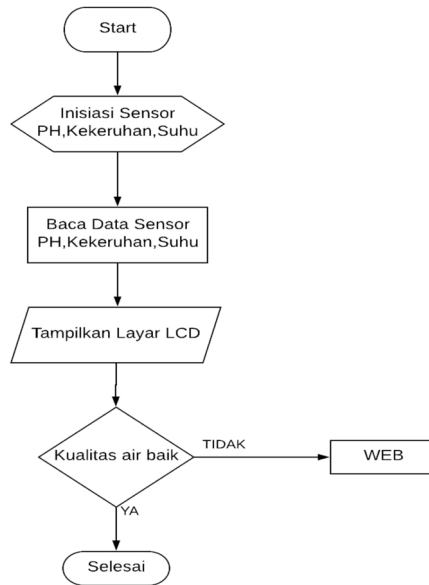 Start
Inisiasi Sensor
PH,Kekeruhan,Suhu
Baca Data Sensor
PH,Kekeruhan,Suhu
Tampilkan Layar LCD
Kualitas air baik
TIDAK
WEB
YA
Selesai